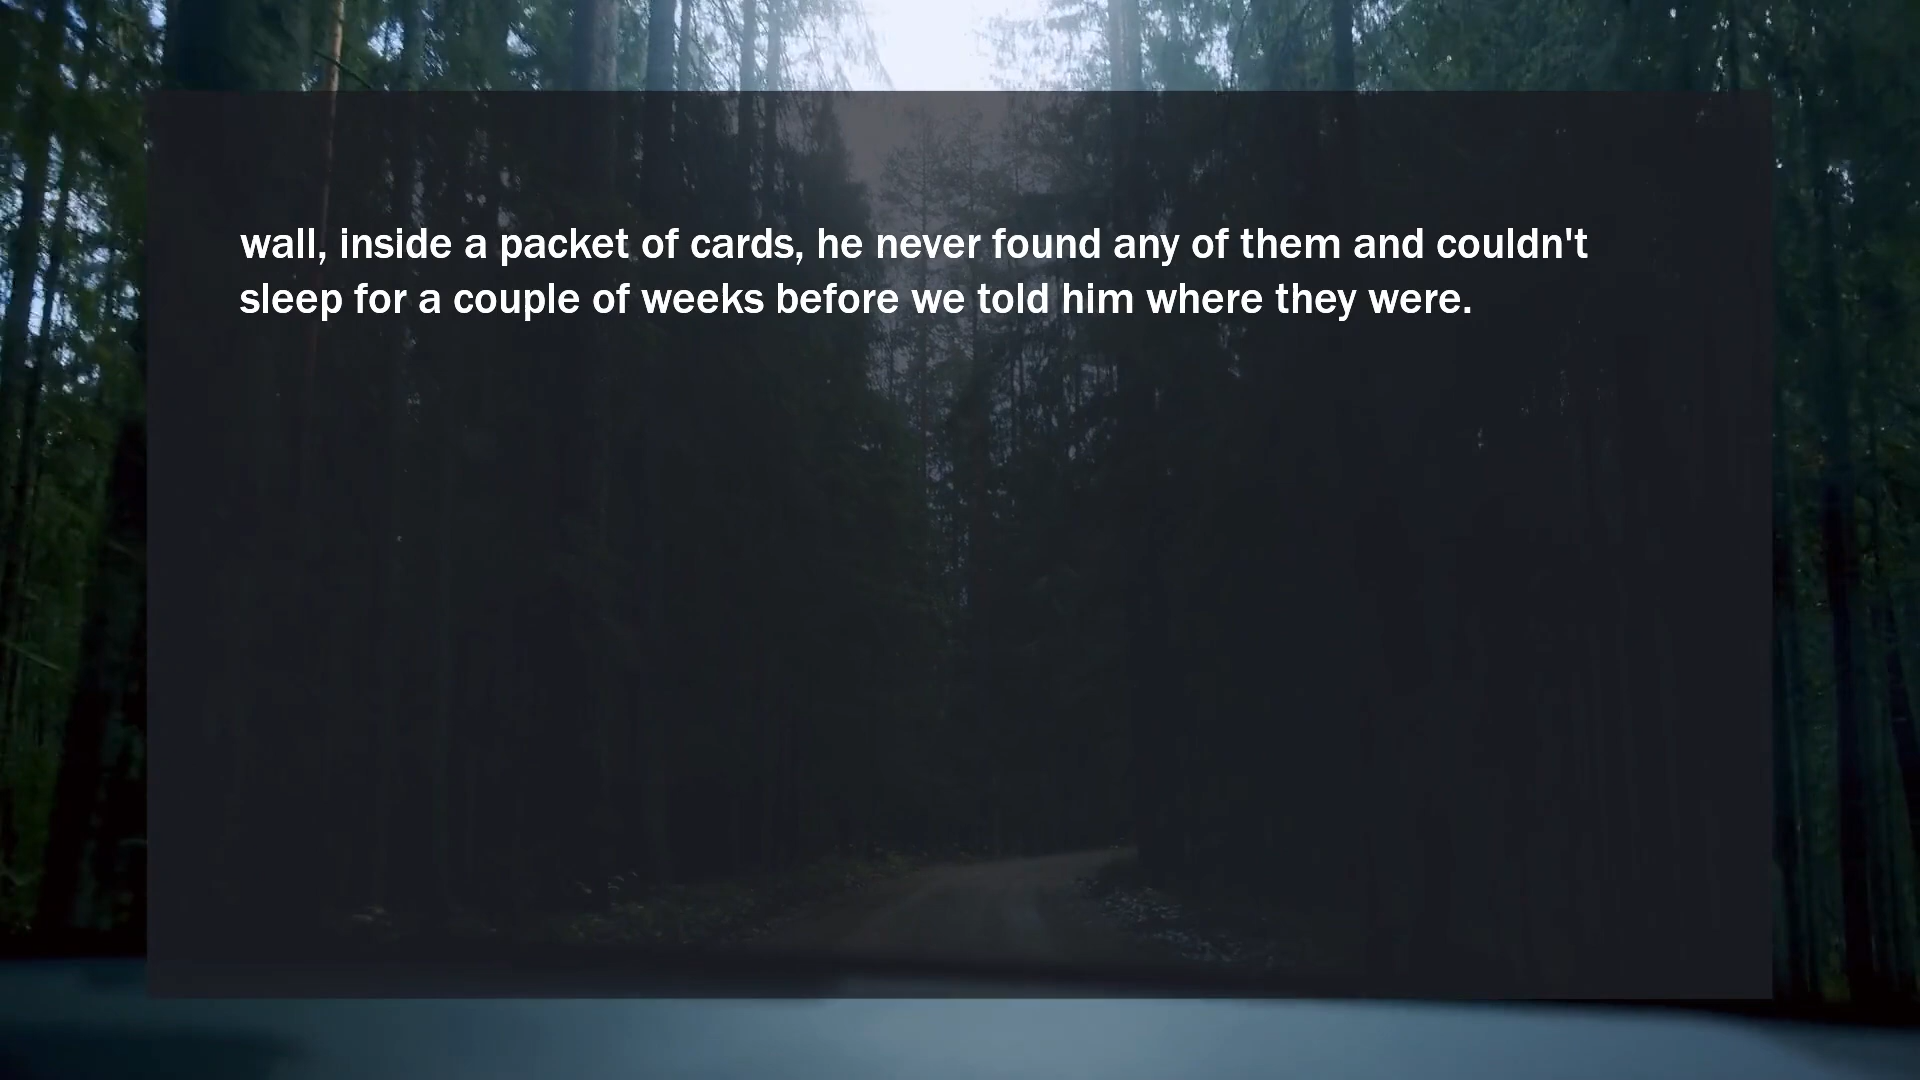 wall, inside a packet of cards, he never found any of them and couldn't
sleep for a couple of weeks before we told him where they were.